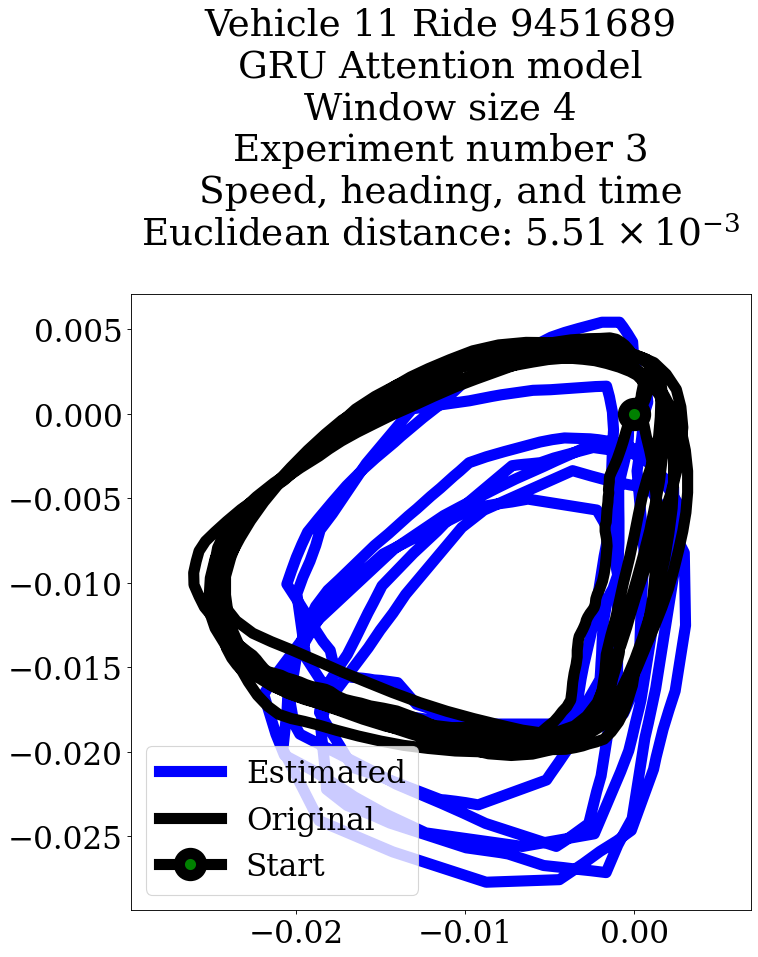 Vehicle 11 Ride 9451689
GRU Attention model
Window size 4
Experiment number 3
Speed, heading, and time
Euclidean distance: 5.51 × 10⁻³
0.005
0.000
−0.005
−0.010
−0.015
−0.020
−0.025
Estimated
Original
Start
−0.02 −0.01 0.00